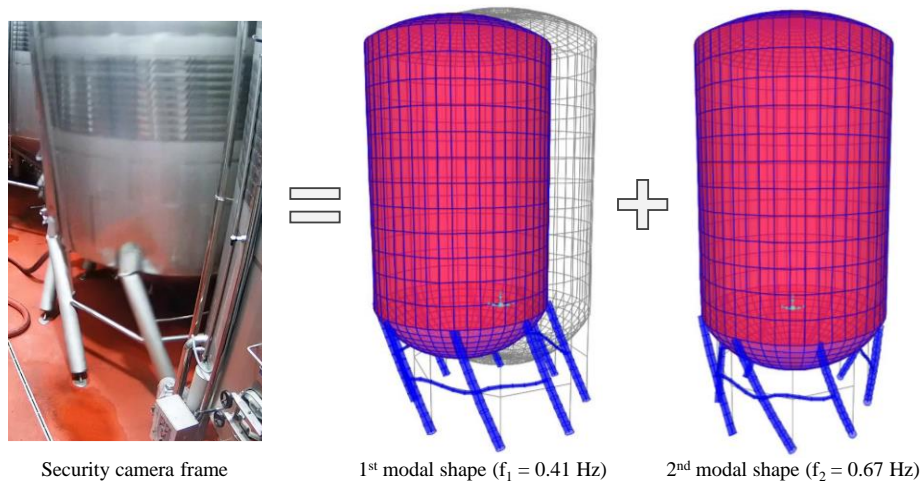 Security camera frame
1st modal shape (f1 = 0.41 Hz)
2nd modal shape (f2 = 0.67 Hz)